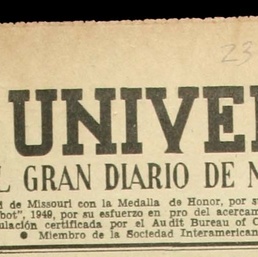 23
UNIVE
L GRAN DIARIO DE
d de Missouri con la Medalla de Honor, por s
bot", 1949, por su esfuerzo en pro del acercam
ulación certificada por el Audit Bureau of C
● Miembro de la Sociedad Interamerican